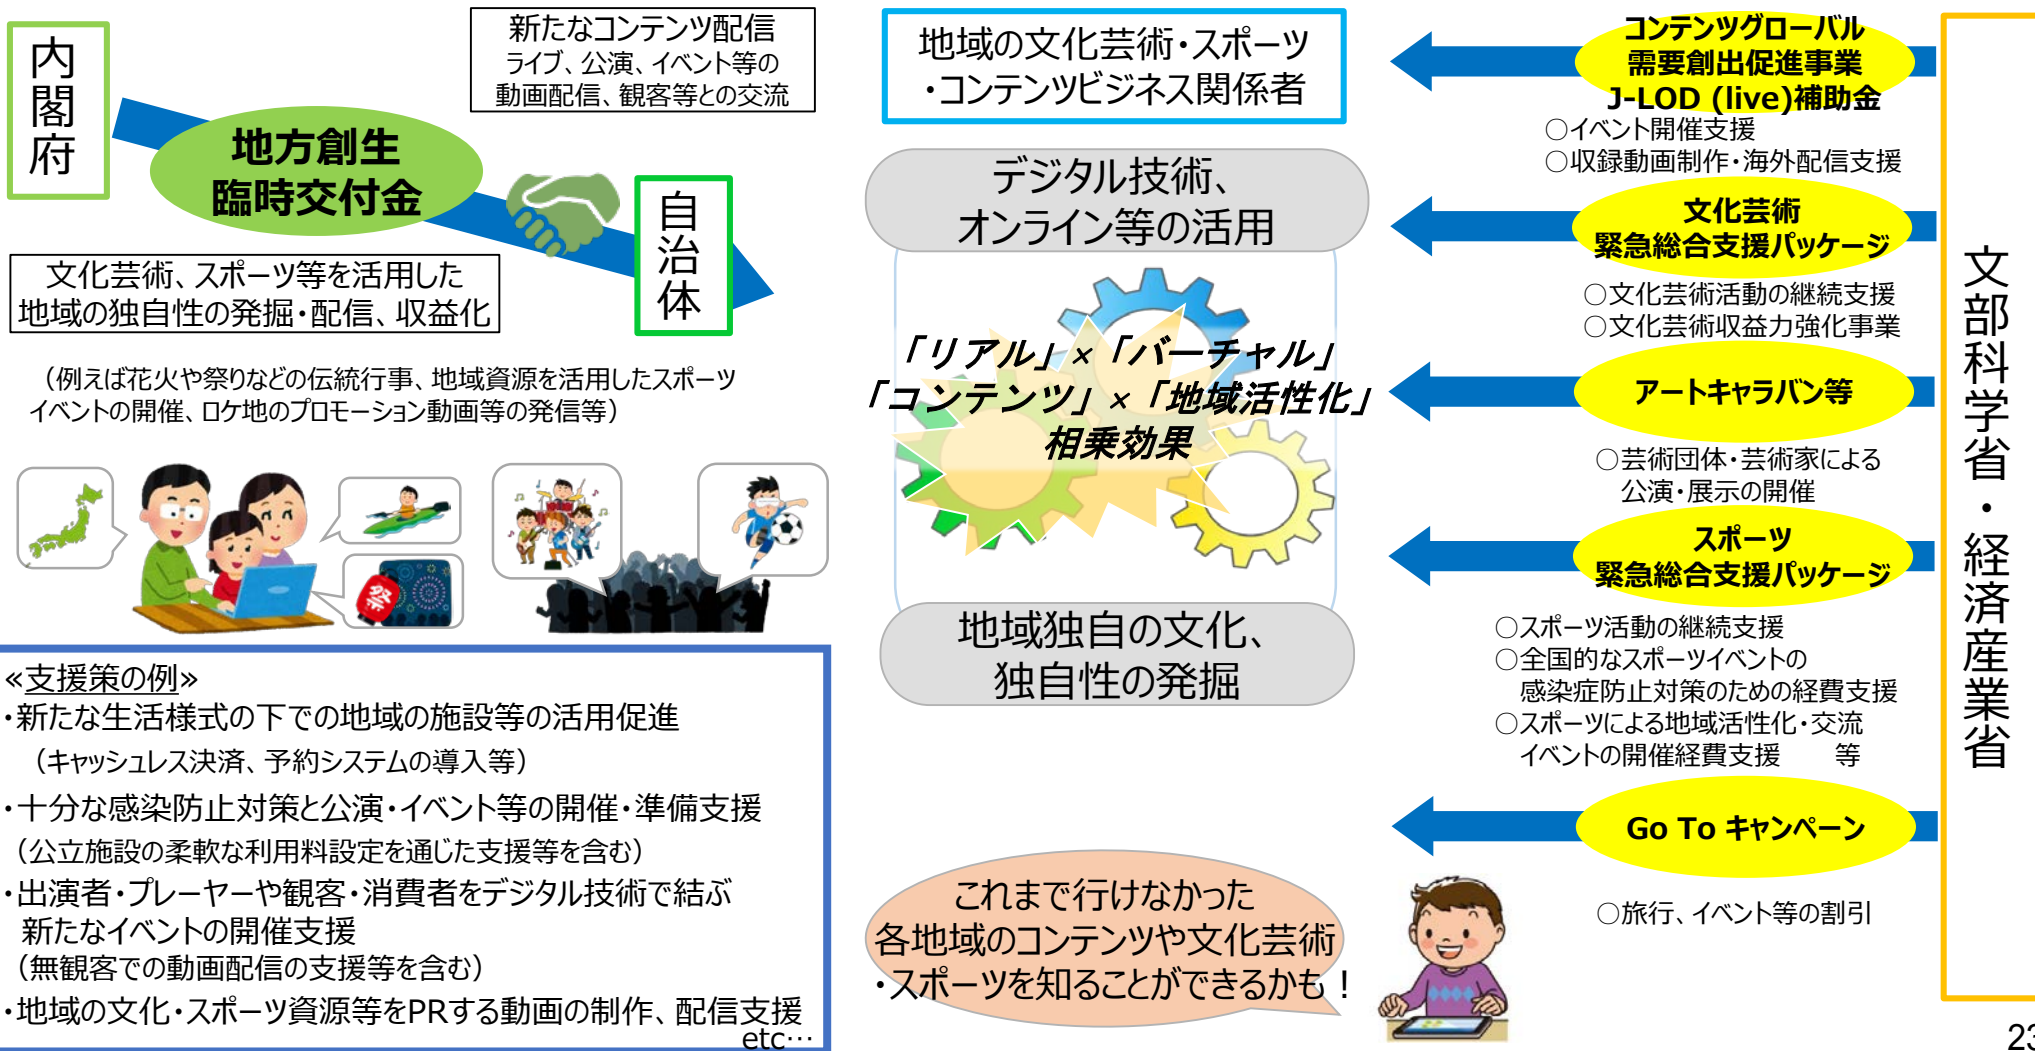 内閣府
地方創生
臨時交付金
自治体
新たなコンテンツ配信
ライブ、公演、イベント等の
動画配信、観客等との交流
文化芸術、スポーツ等を活用した
地域の独自性の発掘・配信、収益化
（例えば花火や祭りなどの伝統行事、地域資源を活用したスポーツ
イベントの開催、ロケ地のプロモーション動画等の発信等）
祭
≪支援策の例≫
・新たな生活様式の下での地域の施設等の活用促進
（キャッシュレス決済、予約システムの導入等）
・十分な感染防止対策と公演・イベント等の開催・準備支援
（公立施設の柔軟な利用料設定を通じた支援等を含む）
・出演者・プレーヤーや観客・消費者をデジタル技術で結ぶ
新たなイベントの開催支援
（無観客での動画配信の支援等を含む）
・地域の文化・スポーツ資源等をPRする動画の制作、配信支援
etc…
地域の文化芸術・スポーツ
・コンテンツビジネス関係者
デジタル技術、
オンライン等の活用
「リアル」×「バーチャル」
「コンテンツ」×「地域活性化」
相乗効果
地域独自の文化、
独自性の発掘
これまで行けなかった
各地域のコンテンツや文化芸術
・スポーツを知ることができるかも！
コンテンツグローバル
需要創出促進事業
J-LOD (live)補助金
○イベント開催支援
○収録動画制作・海外配信支援
文化芸術
緊急総合支援パッケージ
○文化芸術活動の継続支援
○文化芸術収益力強化事業
アートキャラバン等
○芸術団体・芸術家による
公演・展示の開催
スポーツ
緊急総合支援パッケージ
○スポーツ活動の継続支援
○全国的なスポーツイベントの
感染症防止対策のための経費支援
○スポーツによる地域活性化・交流
イベントの開催経費支援　　等
Go To キャンペーン
○旅行、イベント等の割引
文部科学省・経済産業省
23